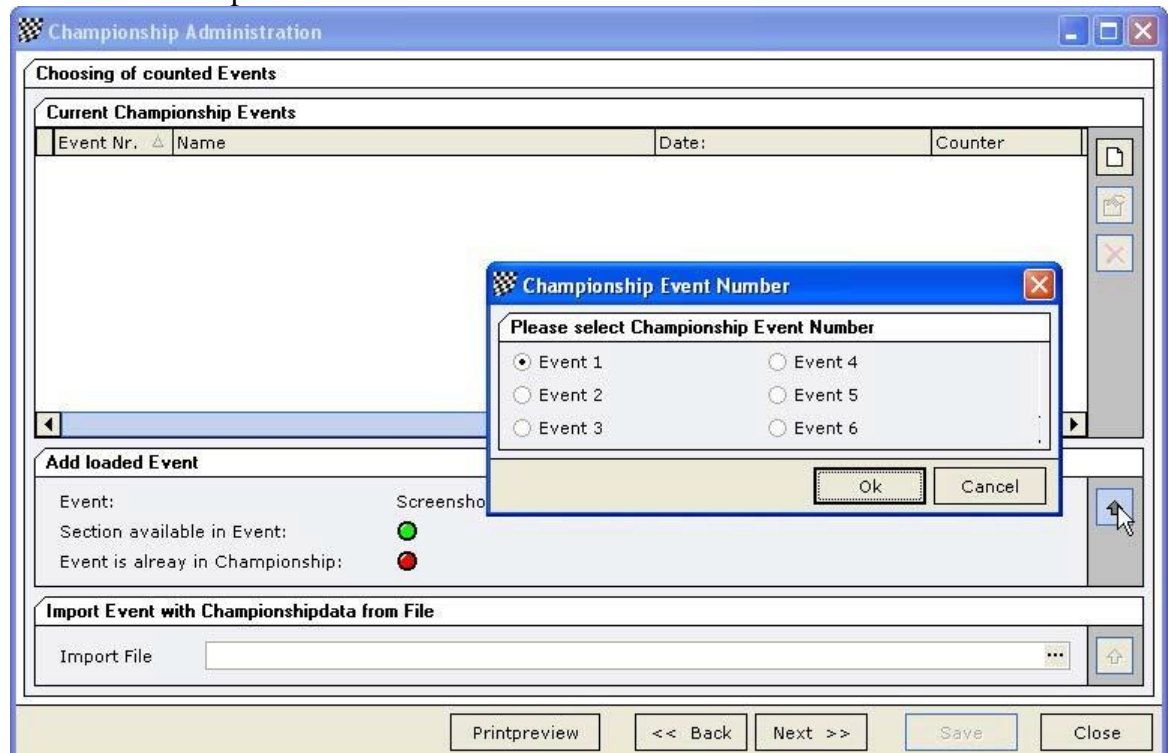 Championship Administration
Choosing of counted Events
Current Championship Events
Event Nr. Name Date: Counter
Championship Event Number
Please select Championship Event Number
Event 1 Event 4
Event 2 Event 5
Event 3 Event 6
Ok Cancel
Add loaded Event
Event: Screensho
Section available in Event:
Event is alreay in Championship:
Import Event with Championshipdata from File
Import File ...
Printpreview << Back Next >> Save Close